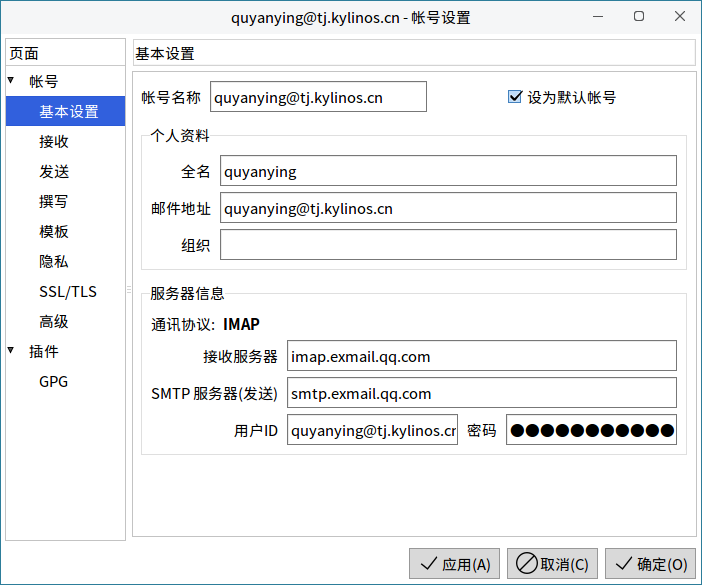 quyanying@tj.kylinos.cn - 帐号设置
页面
帐号
基本设置
接收
发送
撰写
模板
隐私
SSL/TLS
高级
插件
GPG
基本设置
帐号名称 quyanying@tj.kylinos.cn 设为默认帐号
个人资料
全名 quyanying
邮件地址 quyanying@tj.kylinos.cn
组织
服务器信息
通讯协议: IMAP
接收服务器 imap.exmail.qq.com
SMTP 服务器(发送) smtp.exmail.qq.com
用户ID quyanying@tj.kylinos.cn 密码 ●●●●●●●●●●●
应用(A) 取消(C) 确定(O)